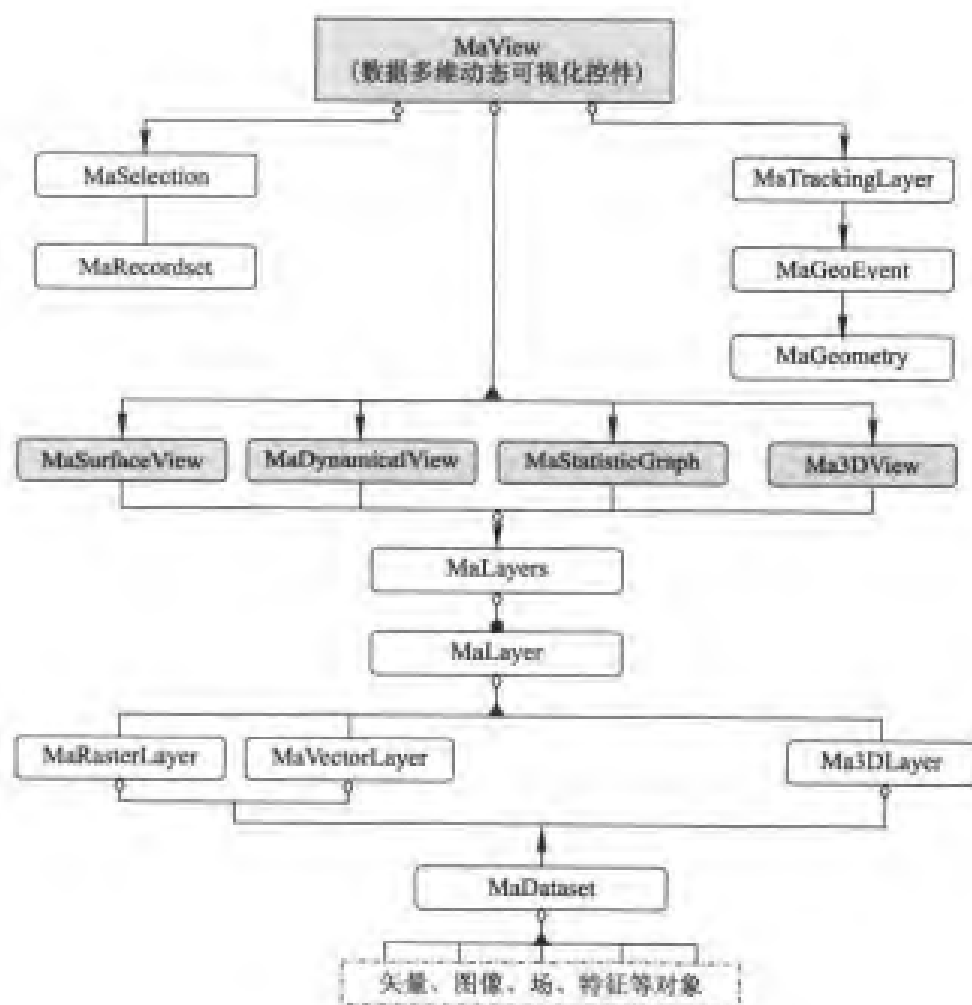 MaView
(数据多维动态可视化控件)
MaSelection
MaTrackingLayer
MaRecordset
MaGeoEvent
MaGeometry
MaSurfaceView
MaDynamicalView
MaStatisticGraph
Ma3DView
MaLayers
MaLayer
MaRasterLayer
MaVectorLayer
Ma3DLayer
MaDataset
矢量、图像、场、特征等对象